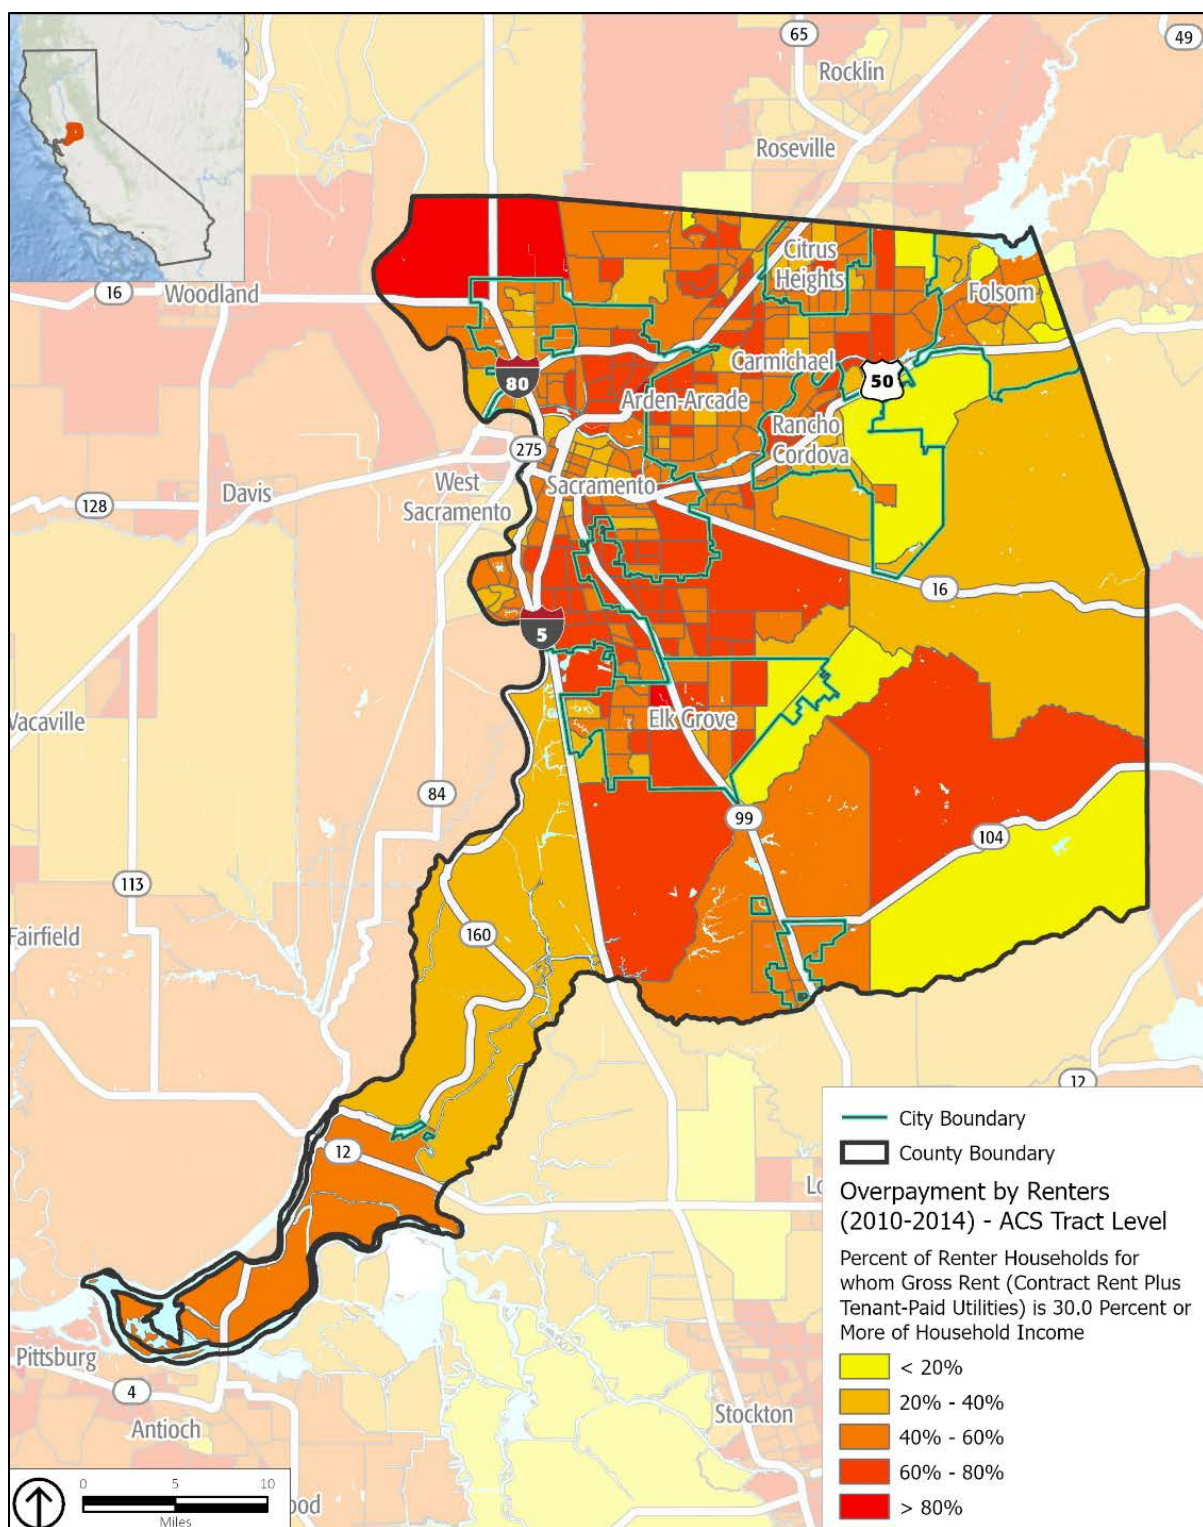 65
49
Rocklin
Roseville
Citrus
Heights
Folsom
16
Woodland
Carmichael
80
50
Arden-Arcade
Rancho
Cordova
275
Davis
West
Sacramento
Sacramento
128
16
5
Vacaville
Elk Grove
84
99
104
113
160
Fairfield
12
12
Lo
Pittsburg
4
Antioch
Stockton
ood
City Boundary
County Boundary
Overpayment by Renters
(2010-2014) - ACS Tract Level
Percent of Renter Households for
whom Gross Rent (Contract Rent Plus
Tenant-Paid Utilities) is 30.0 Percent or
More of Household Income
< 20%
20% - 40%
40% - 60%
60% - 80%
> 80%
0 5 10
Miles